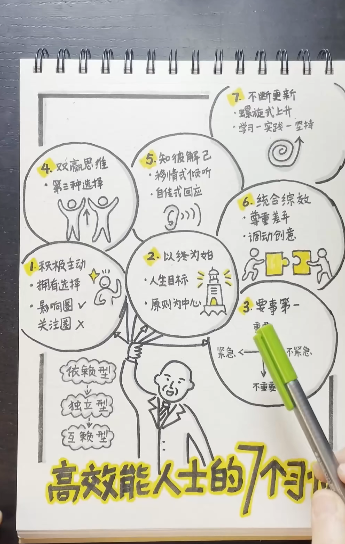 7. 不断更新
· 螺旋式上升
· 学习—实践—坚持
4. 双赢思维
· 第三种选择
5. 知彼解己
· 移情式倾听
· 自传式回应
6. 统合综效
· 尊重差异
· 调动创意
1. 积极主动
· 拥有选择
· 影响圈 ✓
关注圈 ✗
2. 以终为始
· 人生目标
· 原则为中心
3. 要事第一
紧急
不紧急
不重要
依赖型
独立型
互赖型
高效能人士的7个习